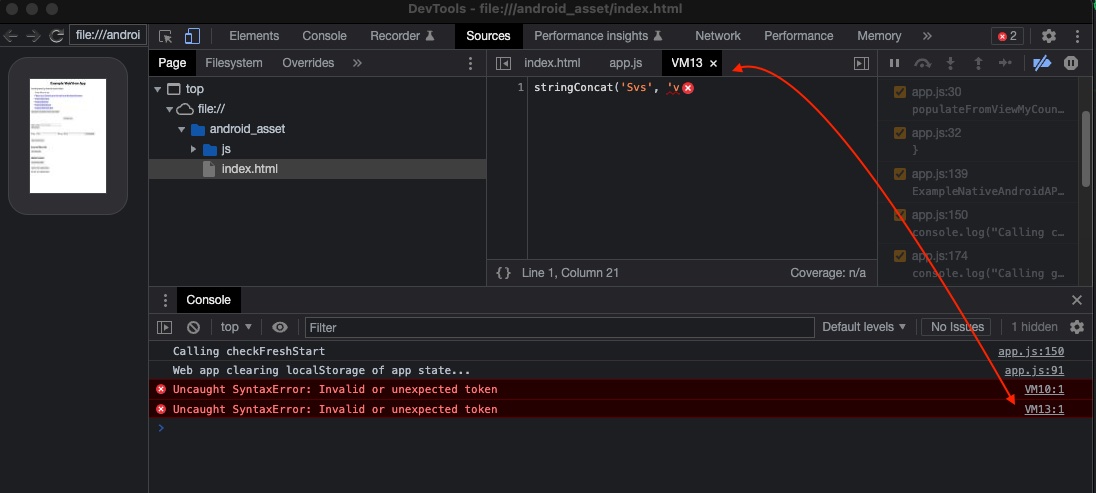 DevTools - file:///android_asset/index.html
file:///androi
Elements Console Recorder Sources Performance insights Network Performance Memory » 2
Page Filesystem Overrides »
index.html app.js VM13 ×
top
file://
android_asset
js
index.html
1 stringConcat('Svs', 'v
app.js:30
populateFromViewMyCoun…
app.js:32
}
app.js:139
ExampleNativeAndroidAP…
app.js:150
console.log("Calling c…
app.js:174
console.log("Calling g…
{} Line 1, Column 21 Coverage: n/a
Console
top ▼ Filter Default levels ▼ No Issues 1 hidden
Calling checkFreshStart app.js:150
Web app clearing localStorage of app state... app.js:91
Uncaught SyntaxError: Invalid or unexpected token VM10:1
Uncaught SyntaxError: Invalid or unexpected token VM13:1
>